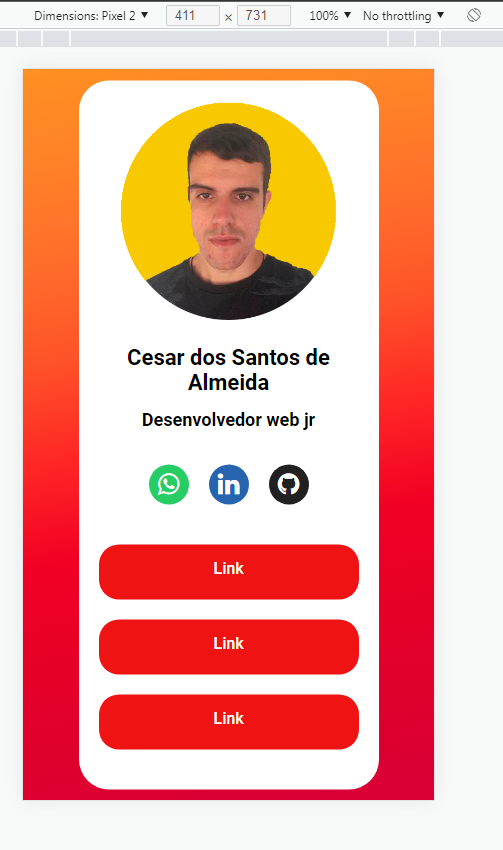 Dimensions: Pixel 2 ▼ 411 × 731 100% ▼ No throttling ▼
Cesar dos Santos de
Almeida
Desenvolvedor web jr
in
Link
Link
Link